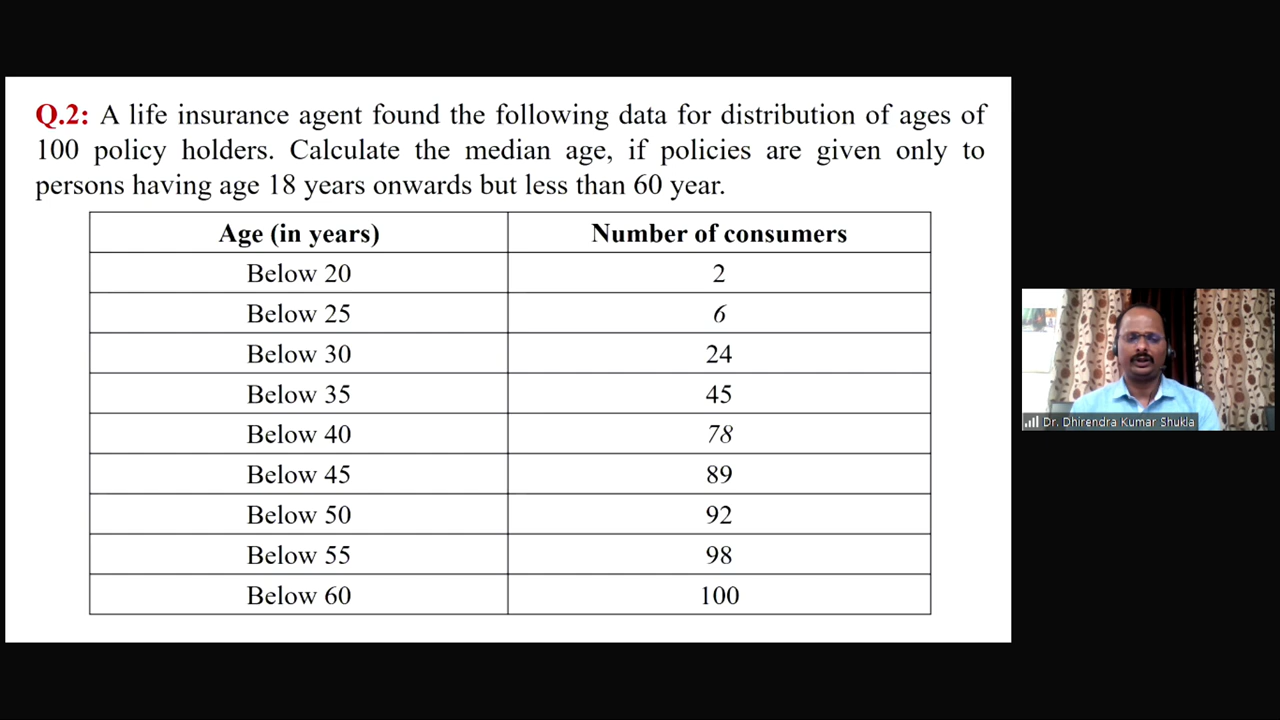 Q.2: A life insurance agent found the following data for distribution of ages of
100 policy holders. Calculate the median age, if policies are given only to
persons having age 18 years onwards but less than 60 year.
Age (in years) Number of consumers
Below 20 2
Below 25 6
Below 30 24
Below 35 45
Below 40 78
Below 45 89
Below 50 92
Below 55 98
Below 60 100
Dr. Dhirendra Kumar Shukla